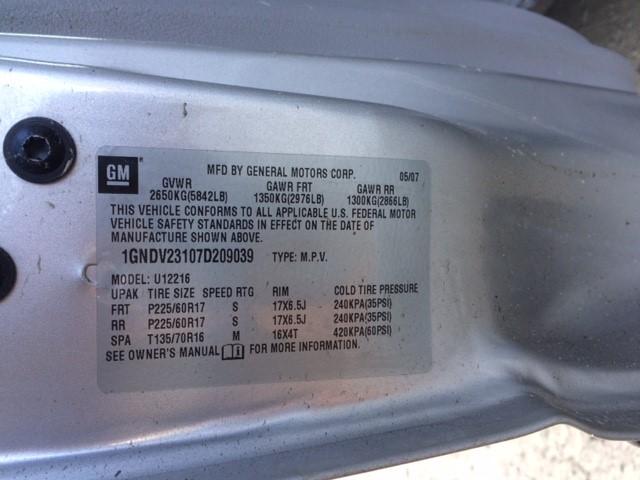 GM MFD BY GENERAL MOTORS CORP. 05/07
GVWR GAWR FRT GAWR RR
2650KG(5842LB) 1350KG(2976LB) 1300KG(2866LB)
THIS VEHICLE CONFORMS TO ALL APPLICABLE U.S. FEDERAL MOTOR
VEHICLE SAFETY STANDARDS IN EFFECT ON THE DATE OF
MANUFACTURE SHOWN ABOVE.
1GNDV23107D209039 TYPE: M.P.V.
MODEL: U12216
UPAK TIRE SIZE SPEED RTG RIM COLD TIRE PRESSURE
FRT P225/60R17 S 17X6.5J 240KPA(35PSI)
RR P225/60R17 S 17X6.5J 240KPA(35PSI)
SPA T135/70R16 M 16X4T 420KPA(60PSI)
SEE OWNER'S MANUAL FOR MORE INFORMATION.